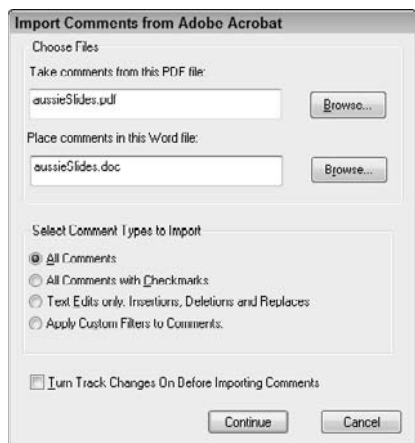 Import Comments from Adobe Acrobat
Choose Files
Take comments from this PDF file:
aussieSlides.pdf
Browse...
Place comments in this Word file:
aussieSlides.doc
Browse...
Select Comment Types to Import
All Comments
All Comments with Checkmarks
Text Edits only: Insertions, Deletions and Replaces
Apply Custom Filters to Comments.
Turn Track Changes On Before Importing Comments
Continue Cancel